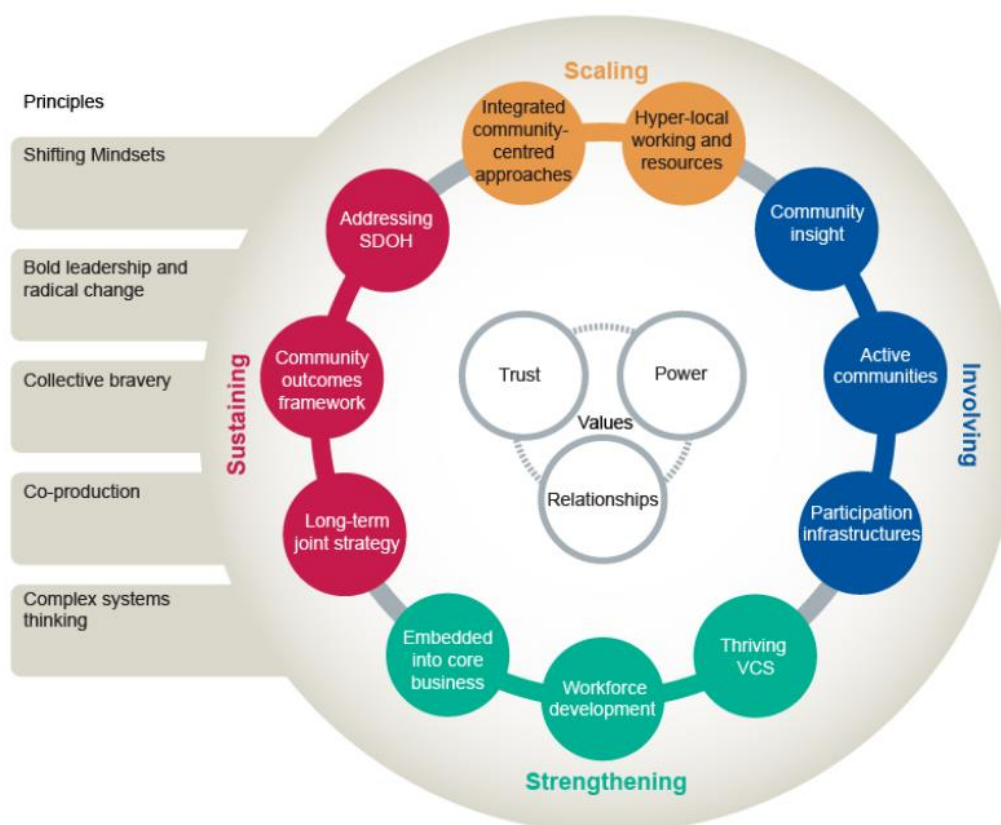 Principles
Shifting Mindsets
Bold leadership and
radical change
Collective bravery
Co-production
Complex systems
thinking
Scaling
Integrated
community-
centred
approaches
Hyper-local
working and
resources
Involving
Community
insight
Active
communities
Participation
infrastructures
Strengthening
Thriving
VCS
Workforce
development
Embedded
into core
business
Sustaining
Long-term
joint strategy
Community
outcomes
framework
Addressing
SDOH
Trust
Power
Values
Relationships